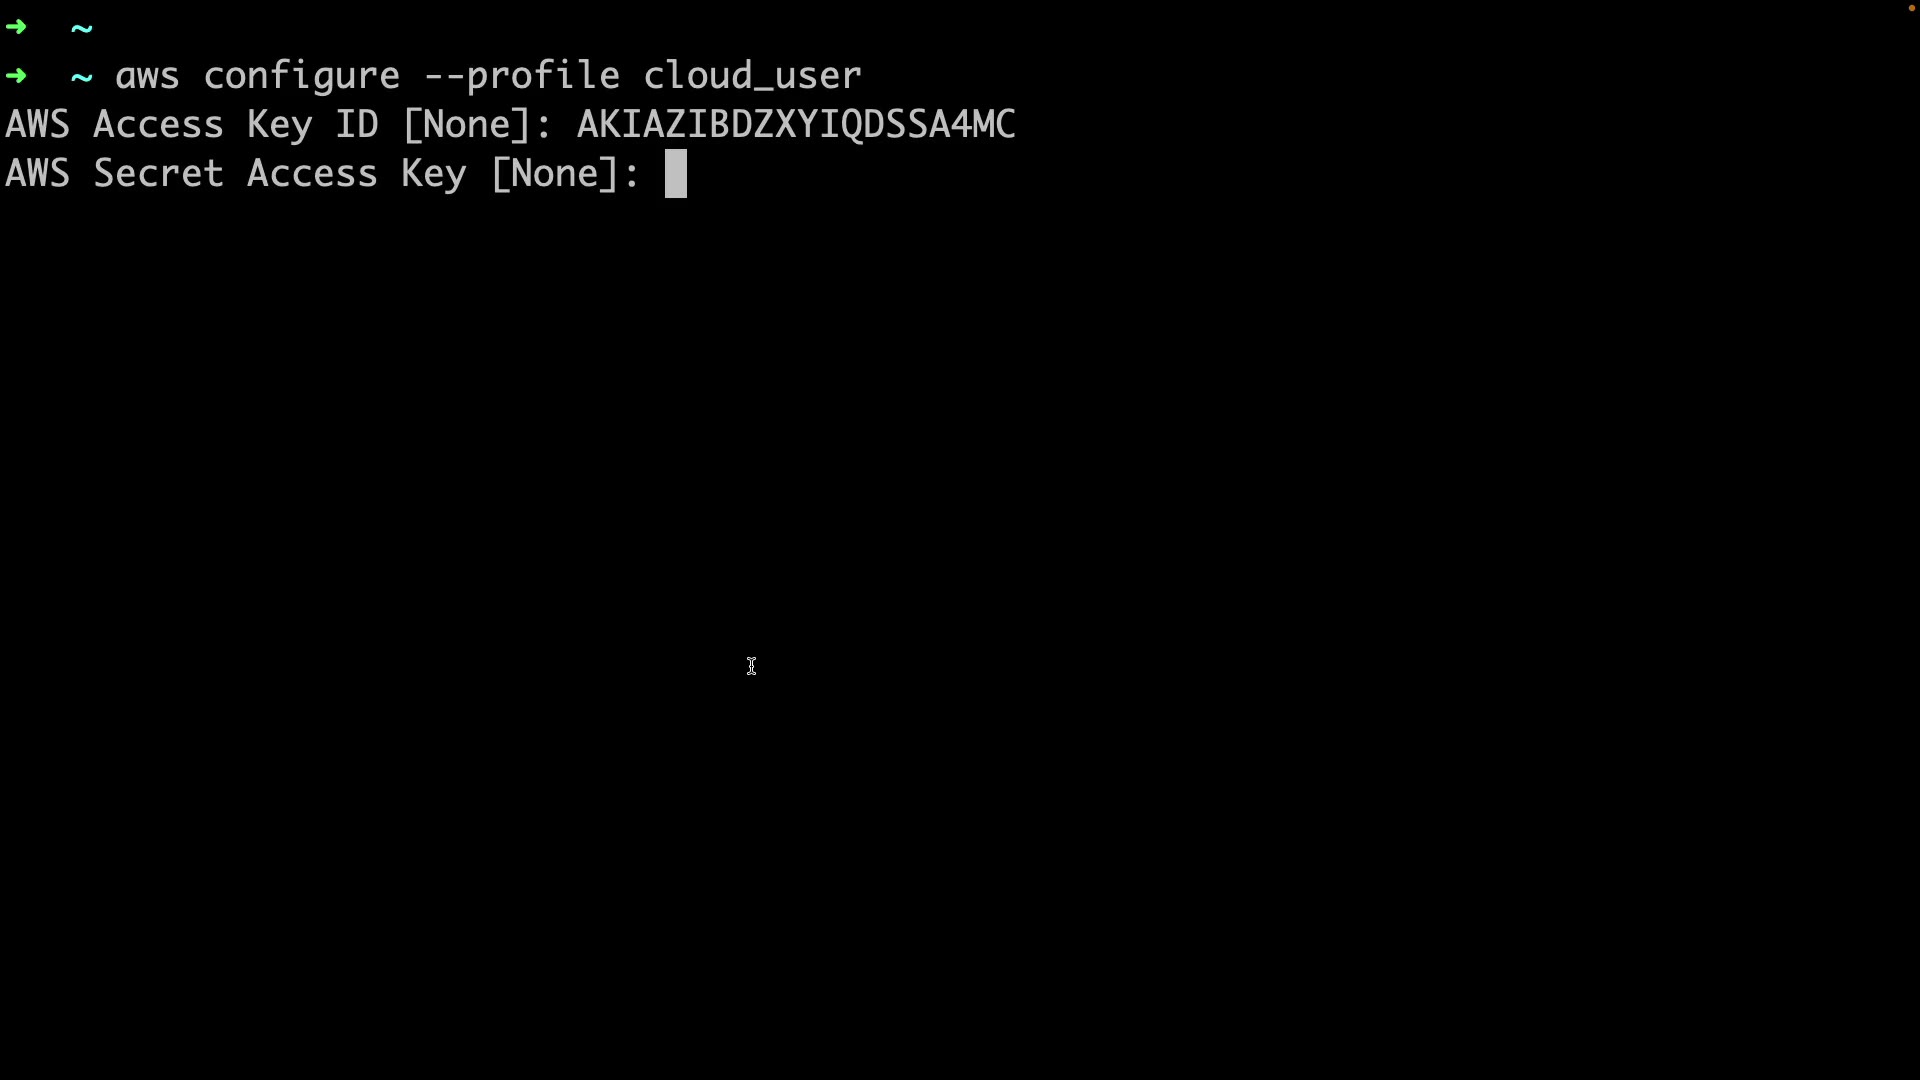 ➜  ~
➜  ~ aws configure --profile cloud_user
AWS Access Key ID [None]: AKIAZIBDZXYIQDSSA4MC
AWS Secret Access Key [None]: